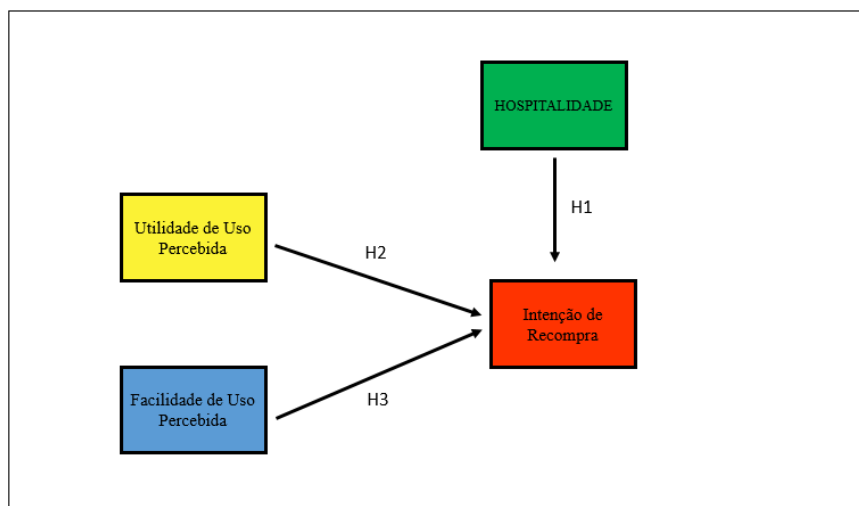 HOSPITALIDADE
H1
Utilidade de Uso
Percebida
H2
Intenção de
Recompra
Facilidade de Uso
Percebida
H3